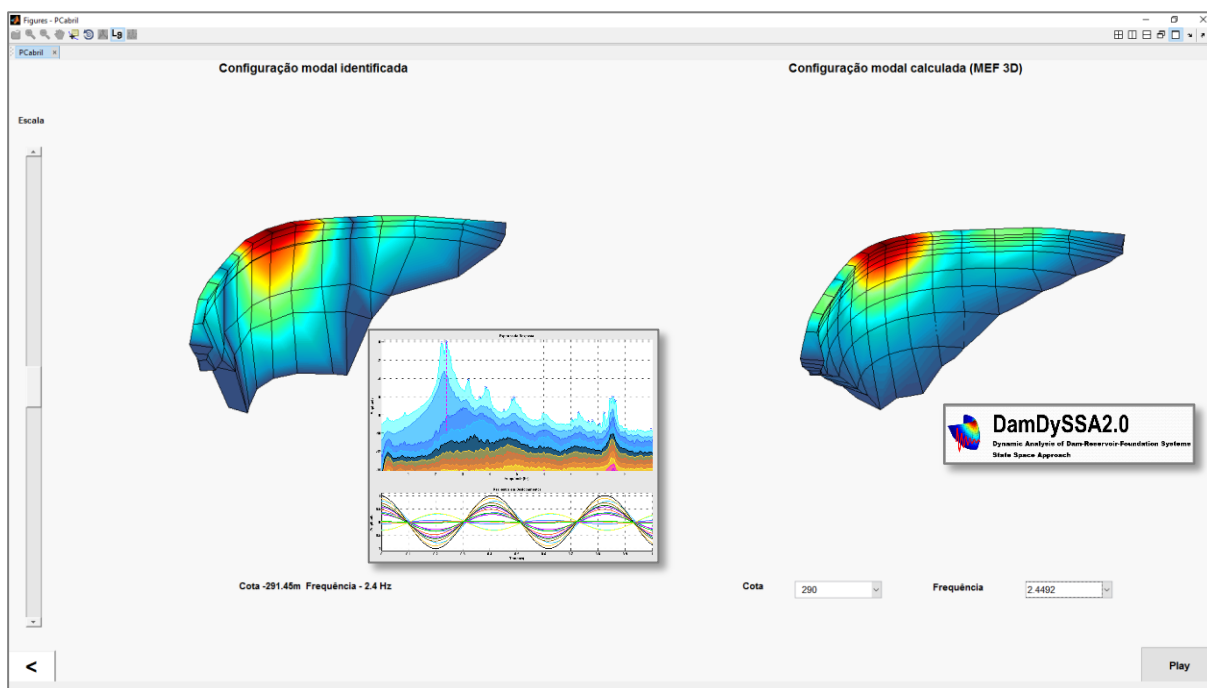 Figures - PCabril
PCabril
Configuração modal identificada
Configuração modal calculada (MEF 3D)
Escala
DamDySSA2.0
Dynamic Analysis of Dam-Reservoir-Foundation Systems
State Space Approach
Cota -291.45m Frequência - 2.4 Hz
Cota
290
Frequência
2.4492
<
Play